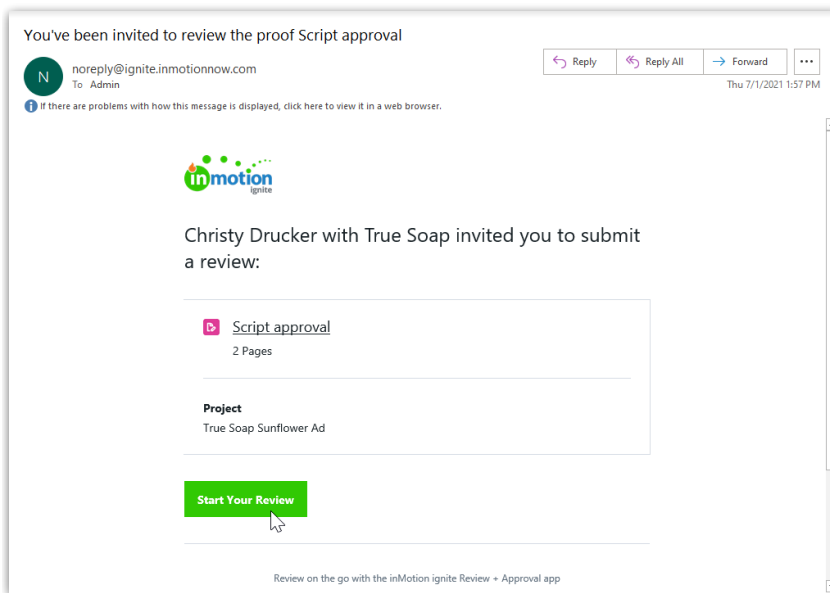 You've been invited to review the proof Script approval
N
noreply@ignite.inmotionnow.com
To Admin
Reply
Reply All
Forward
...
Thu 7/1/2021 1:57 PM
If there are problems with how this message is displayed, click here to view it in a web browser.
inmotion
ignite
Christy Drucker with True Soap invited you to submit
a review:
Script approval
2 Pages
Project
True Soap Sunflower Ad
Start Your Review
Review on the go with the inMotion ignite Review + Approval app